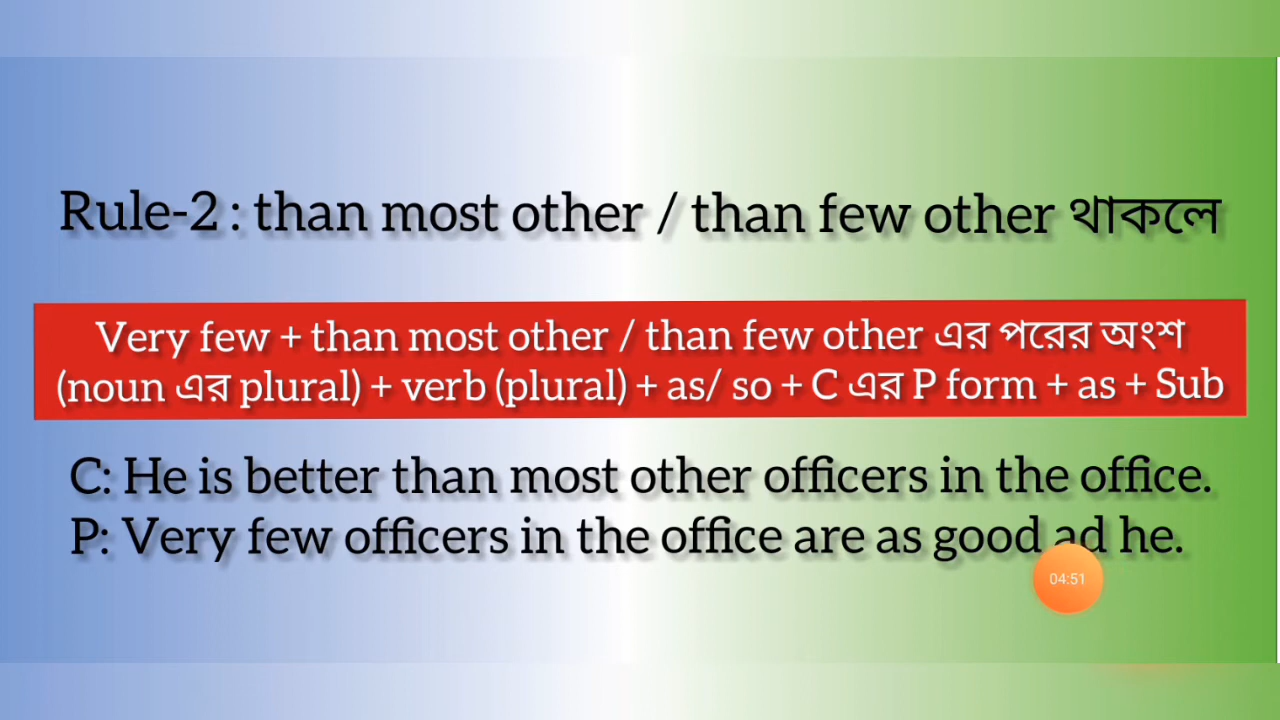 Rule-2 : than most other / than few other থাকলে
Very few + than most other / than few other এর পরের অংশ
(noun এর plural) + verb (plural) + as/ so + C এর P form + as + Sub
C: He is better than most other officers in the office.
P: Very few officers in the office are as good ad he.
04:51